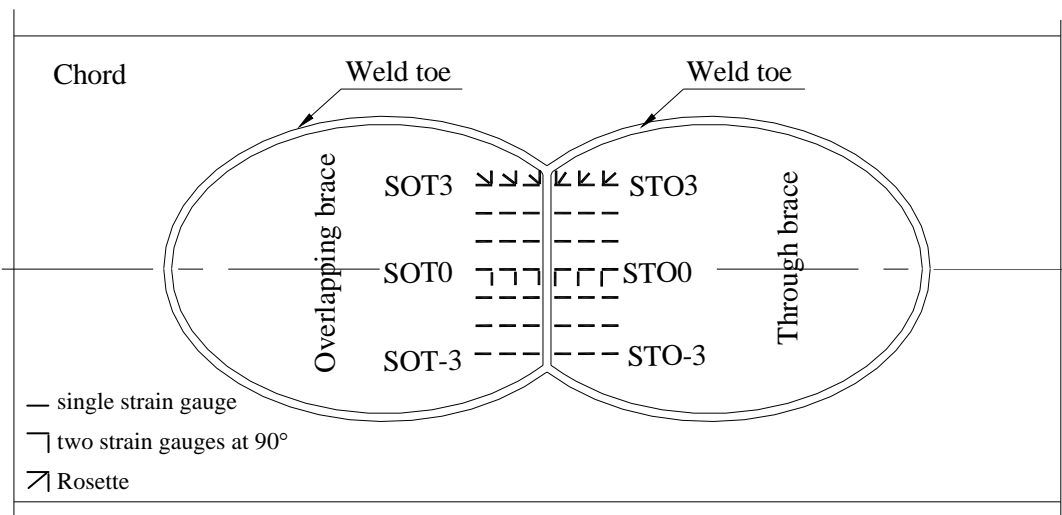 Chord
Weld toe
Weld toe
Overlapping brace
SOT3
STO3
SOT0
STO0
SOT-3
STO-3
Through brace
single strain gauge
two strain gauges at 90°
Rosette